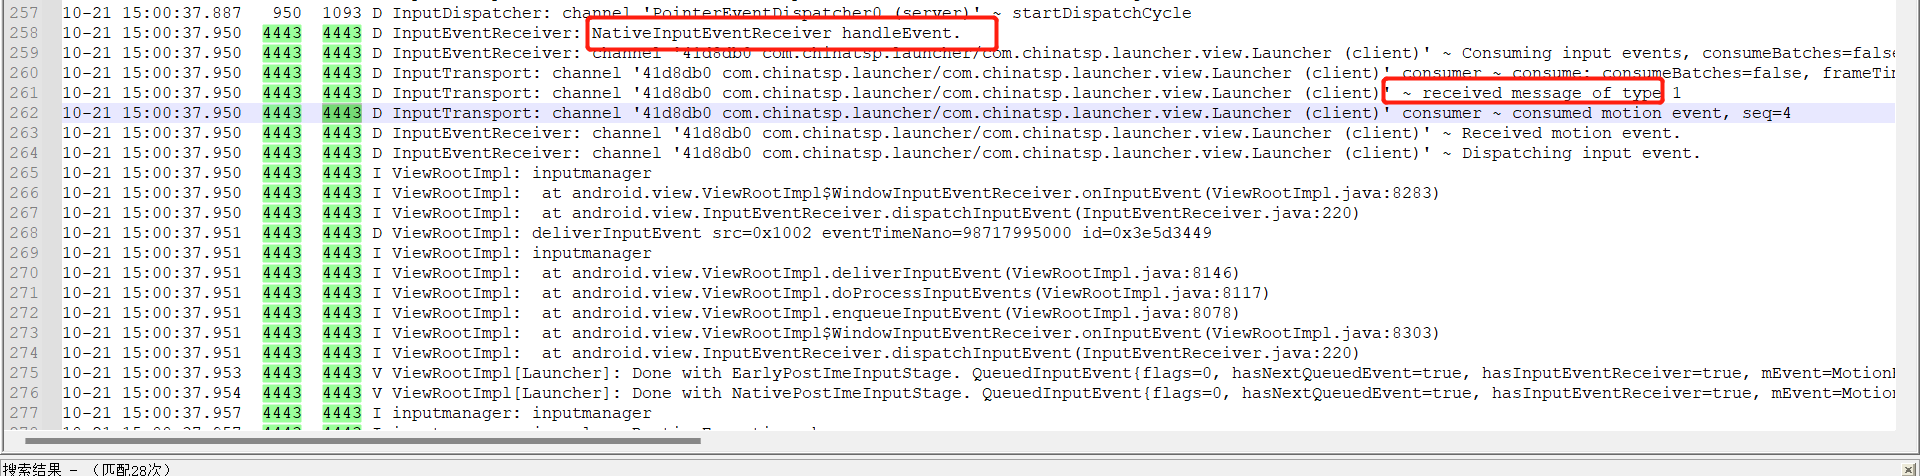 257 10-21 15:00:37.887 950 1093 D InputDispatcher: channel 'PointerEventDispatcher0 (server)' ~ startDispatchCycle
258 10-21 15:00:37.950 4443 4443 D InputEventReceiver: NativeInputEventReceiver handleEvent.
259 10-21 15:00:37.950 4443 4443 D InputEventReceiver: channel '41d8db0 com.chinatsp.launcher/com.chinatsp.launcher.view.Launcher (client)' ~ Consuming input events, consumeBatches=false
260 10-21 15:00:37.950 4443 4443 D InputTransport: channel '41d8db0 com.chinatsp.launcher/com.chinatsp.launcher.view.Launcher (client)' consumer ~ consume: consumeBatches=false, frameTim
261 10-21 15:00:37.950 4443 4443 D InputTransport: channel '41d8db0 com.chinatsp.launcher/com.chinatsp.launcher.view.Launcher (client)' ~ received message of type 1
262 10-21 15:00:37.950 4443 4443 D InputTransport: channel '41d8db0 com.chinatsp.launcher/com.chinatsp.launcher.view.Launcher (client)' consumer ~ consumed motion event, seq=4
263 10-21 15:00:37.950 4443 4443 D InputEventReceiver: channel '41d8db0 com.chinatsp.launcher/com.chinatsp.launcher.view.Launcher (client)' ~ Received motion event.
264 10-21 15:00:37.950 4443 4443 D InputEventReceiver: channel '41d8db0 com.chinatsp.launcher/com.chinatsp.launcher.view.Launcher (client)' ~ Dispatching input event.
265 10-21 15:00:37.950 4443 4443 I ViewRootImpl: inputmanager
266 10-21 15:00:37.950 4443 4443 I ViewRootImpl: at android.view.ViewRootImpl$WindowInputEventReceiver.onInputEvent(ViewRootImpl.java:8283)
267 10-21 15:00:37.950 4443 4443 I ViewRootImpl: at android.view.InputEventReceiver.dispatchInputEvent(InputEventReceiver.java:220)
268 10-21 15:00:37.951 4443 4443 D ViewRootImpl: deliverInputEvent src=0x1002 eventTimeNano=98717995000 id=0x3e5d3449
269 10-21 15:00:37.951 4443 4443 I ViewRootImpl: inputmanager
270 10-21 15:00:37.951 4443 4443 I ViewRootImpl: at android.view.ViewRootImpl.deliverInputEvent(ViewRootImpl.java:8146)
271 10-21 15:00:37.951 4443 4443 I ViewRootImpl: at android.view.ViewRootImpl.doProcessInputEvents(ViewRootImpl.java:8117)
272 10-21 15:00:37.951 4443 4443 I ViewRootImpl: at android.view.ViewRootImpl.enqueueInputEvent(ViewRootImpl.java:8078)
273 10-21 15:00:37.951 4443 4443 I ViewRootImpl: at android.view.ViewRootImpl$WindowInputEventReceiver.onInputEvent(ViewRootImpl.java:8303)
274 10-21 15:00:37.951 4443 4443 I ViewRootImpl: at android.view.InputEventReceiver.dispatchInputEvent(InputEventReceiver.java:220)
275 10-21 15:00:37.953 4443 4443 V ViewRootImpl[Launcher]: Done with EarlyPostImeInputStage. QueuedInputEvent{flags=0, hasNextQueuedEvent=true, hasInputEventReceiver=true, mEvent=Motion
276 10-21 15:00:37.954 4443 4443 V ViewRootImpl[Launcher]: Done with NativePostImeInputStage. QueuedInputEvent{flags=0, hasNextQueuedEvent=true, hasInputEventReceiver=true, mEvent=Motion
277 10-21 15:00:37.957 4443 4443 I inputmanager: inputmanager
搜索结果 - （匹配28次）